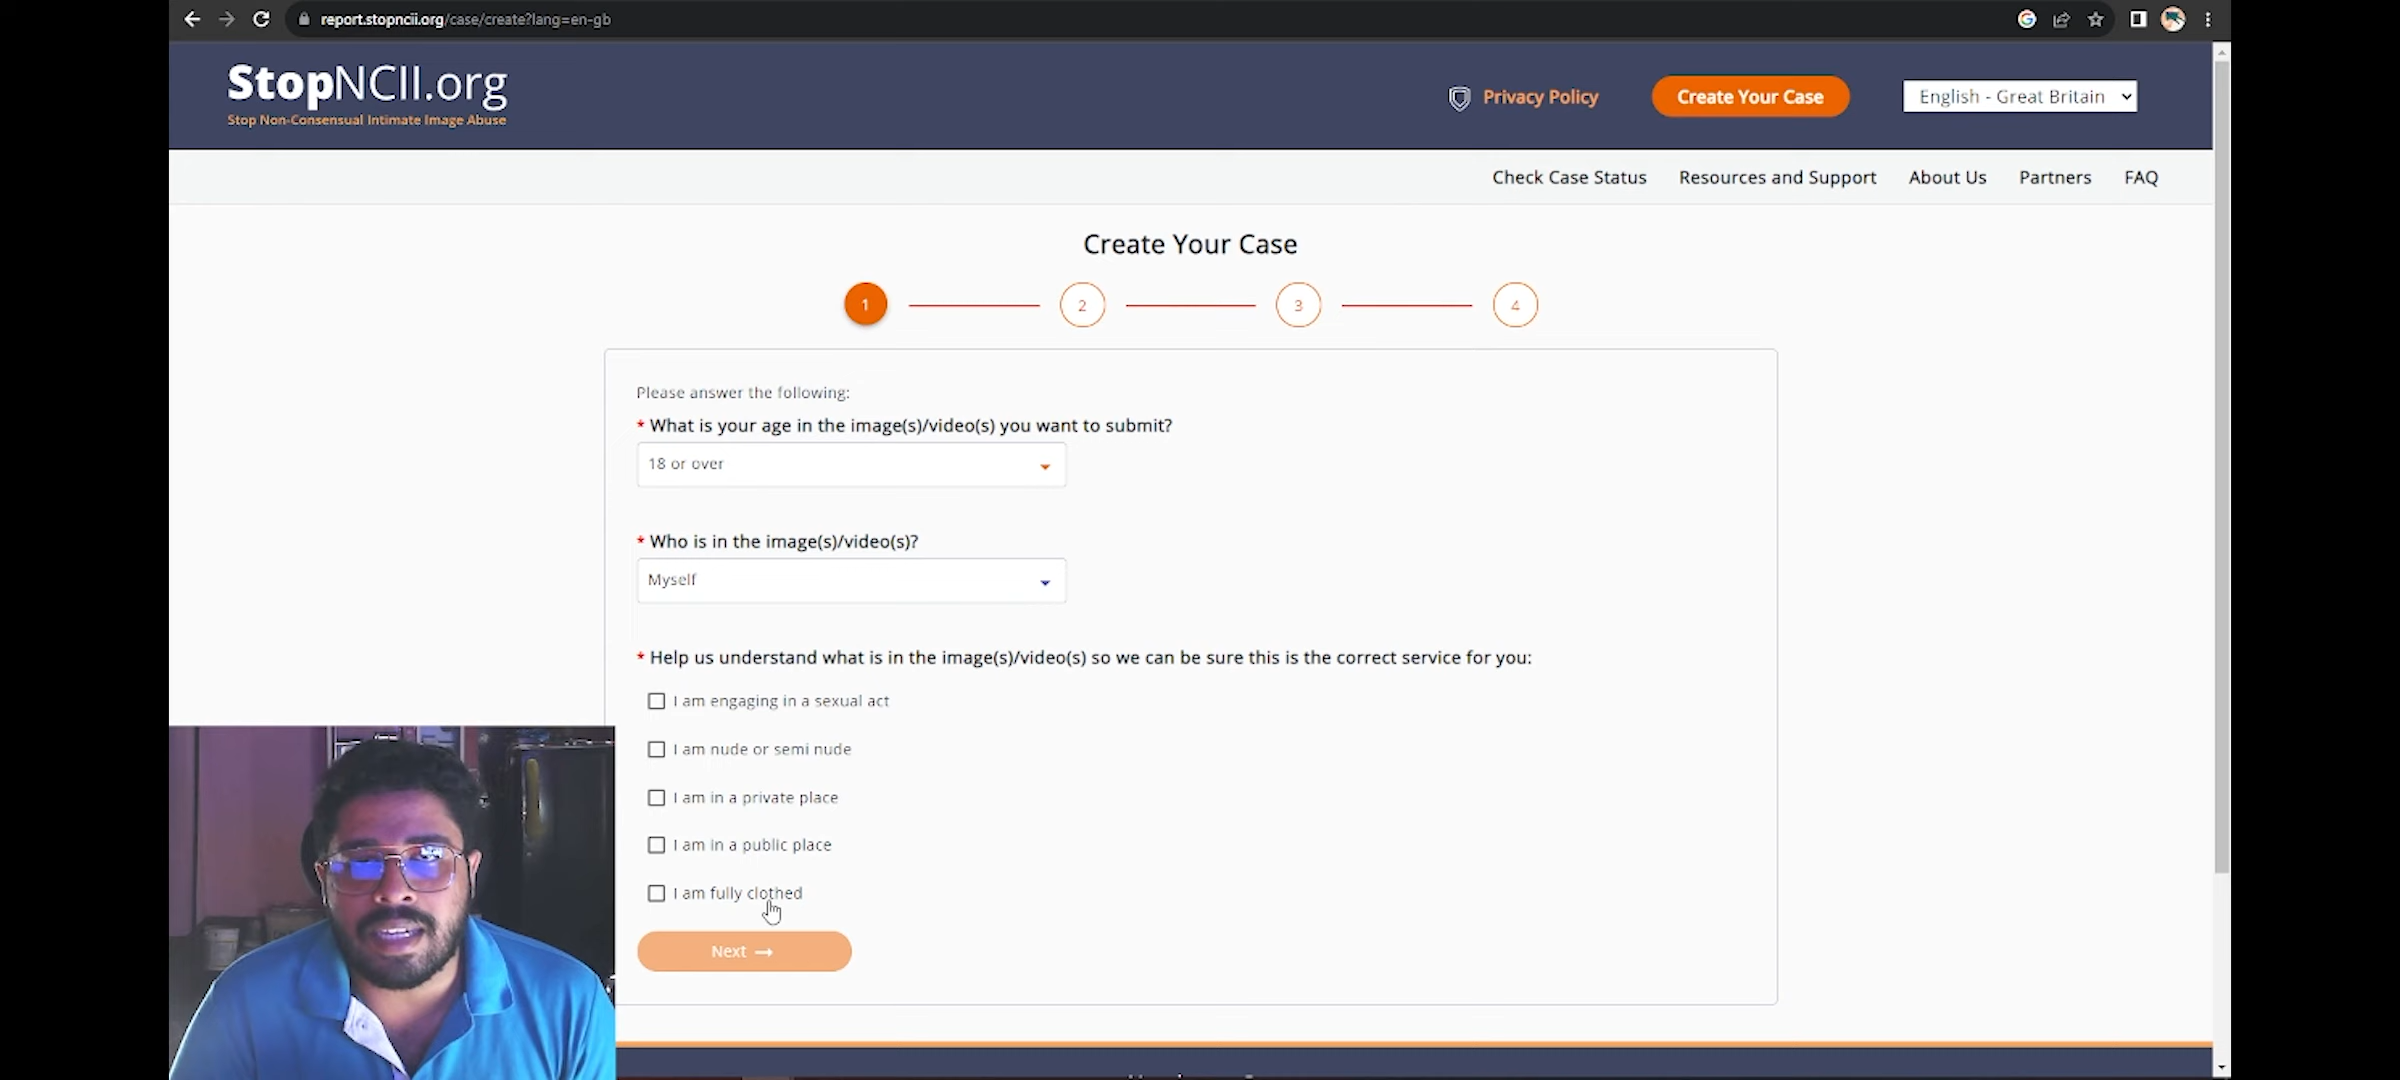 report.stopncii.org/case/create?lang=en-gb
StopNCII.org
Stop Non-Consensual Intimate Image Abuse
Privacy Policy
Create Your Case
English - Great Britain
Check Case Status
Resources and Support
About Us
Partners
FAQ
Create Your Case
1
2
3
4
Please answer the following:
* What is your age in the image(s)/video(s) you want to submit?
18 or over
* Who is in the image(s)/video(s)?
Myself
* Help us understand what is in the image(s)/video(s) so we can be sure this is the correct service for you:
I am engaging in a sexual act
I am nude or semi nude
I am in a private place
I am in a public place
I am fully clothed
Next →